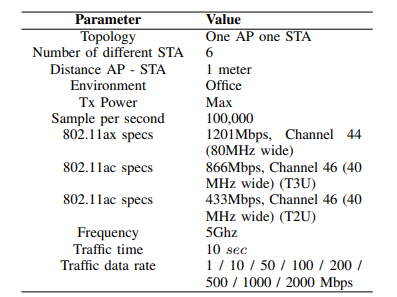 Parameter Value
Topology One AP one STA
Number of different STA 6
Distance AP - STA 1 meter
Environment Office
Tx Power Max
Sample per second 100,000
802.11ax specs 1201Mbps, Channel 44
(80MHz wide)
802.11ac specs 866Mbps, Channel 46 (40
MHz wide) (T3U)
802.11ac specs 433Mbps, Channel 46 (40
MHz wide) (T2U)
Frequency 5Ghz
Traffic time 10 sec
Traffic data rate 1 / 10 / 50 / 100 / 200 /
500 / 1000 / 2000 Mbps